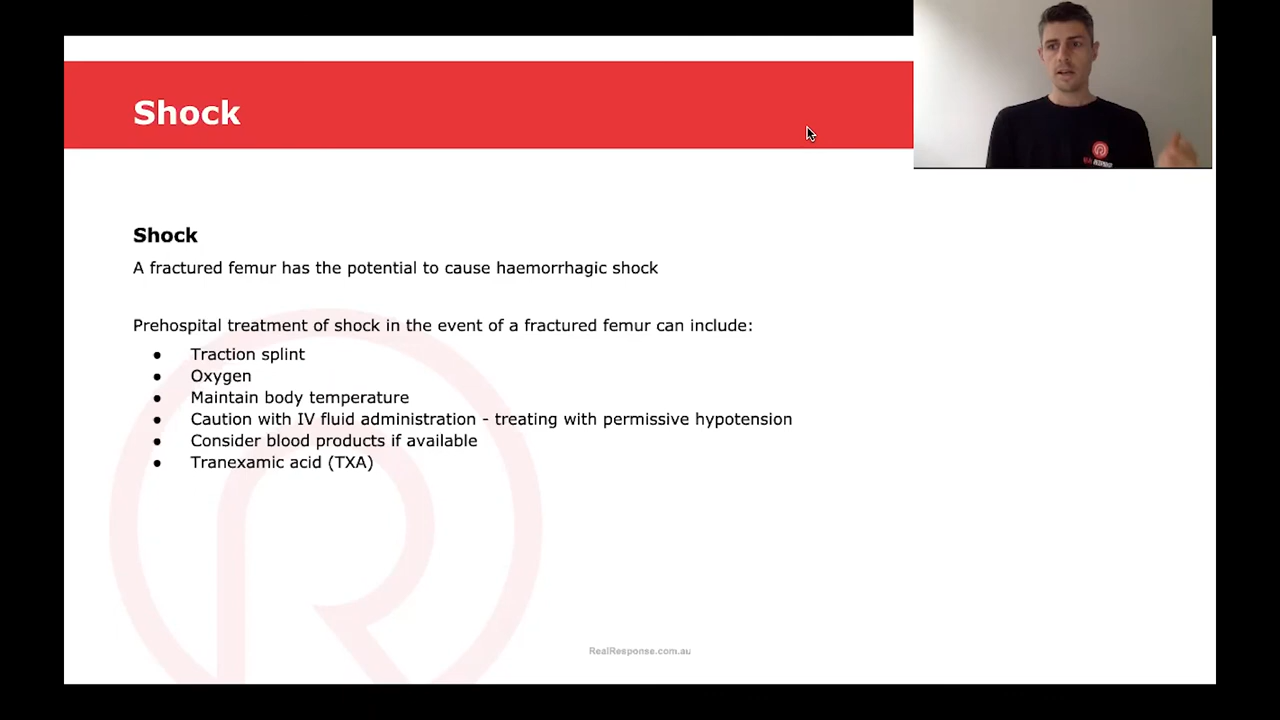 Shock
Shock
A fractured femur has the potential to cause haemorrhagic shock
Prehospital treatment of shock in the event of a fractured femur can include:
● Traction splint
● Oxygen
● Maintain body temperature
● Caution with IV fluid administration - treating with permissive hypotension
● Consider blood products if available
● Tranexamic acid (TXA)
RealResponse.com.au